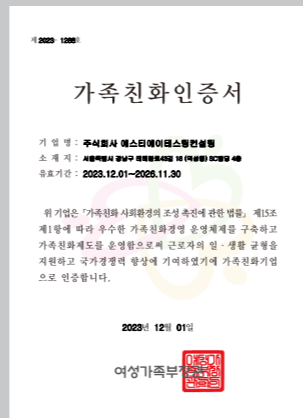 제 2023 - 1288호
가족친화인증서
기 업 명 : 주식회사 에스티에이테스팅컨설팅
소 재 지 : 서울특별시 강남구 테헤란로43길 18 (역삼동) SC빌딩 4층
유효기간 : 2023.12.01~2026.11.30
위 기업은 「가족친화 사회환경의 조성 촉진에 관한 법률」 제15조
제1항에 따라 우수한 가족친화경영 운영체제를 구축하고
가족친화제도를 운영함으로써 근로자의 일 · 생활 균형을
지원하고 국가경쟁력 향상에 기여하였기에 가족친화기업
으로 인증합니다.
2023년 12월 01일
여성가족부장관